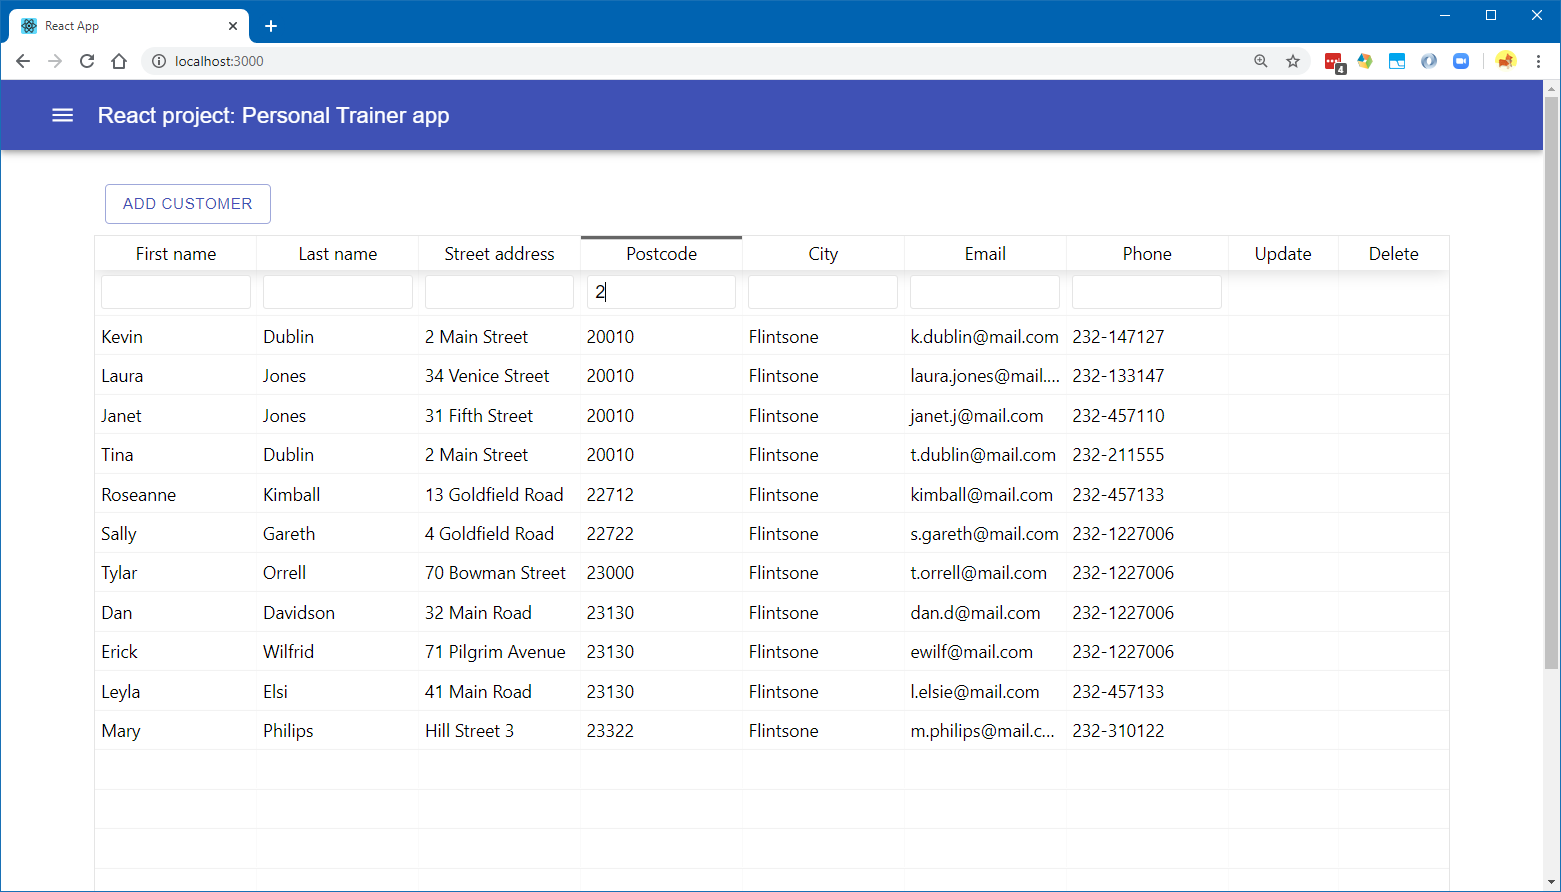 React App
localhost:3000
4
React project: Personal Trainer app
ADD CUSTOMER
First name Last name Street address Postcode City Email Phone Update Delete
2
Kevin Dublin 2 Main Street 20010 Flintsone k.dublin@mail.com 232-147127
Laura Jones 34 Venice Street 20010 Flintsone laura.jones@mail.... 232-133147
Janet Jones 31 Fifth Street 20010 Flintsone janet.j@mail.com 232-457110
Tina Dublin 2 Main Street 20010 Flintsone t.dublin@mail.com 232-211555
Roseanne Kimball 13 Goldfield Road 22712 Flintsone kimball@mail.com 232-457133
Sally Gareth 4 Goldfield Road 22722 Flintsone s.gareth@mail.com 232-1227006
Tylar Orrell 70 Bowman Street 23000 Flintsone t.orrell@mail.com 232-1227006
Dan Davidson 32 Main Road 23130 Flintsone dan.d@mail.com 232-1227006
Erick Wilfrid 71 Pilgrim Avenue 23130 Flintsone ewilf@mail.com 232-1227006
Leyla Elsi 41 Main Road 23130 Flintsone l.elsie@mail.com 232-457133
Mary Philips Hill Street 3 23322 Flintsone m.philips@mail.c... 232-310122